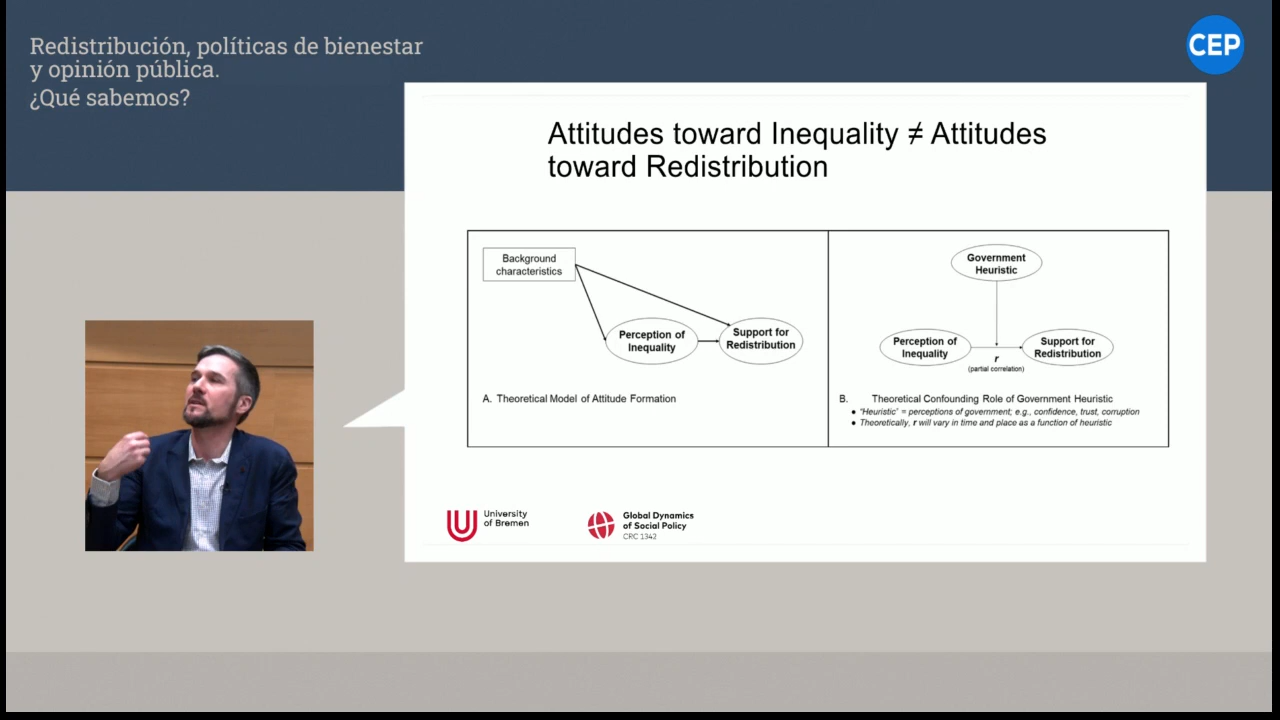 Redistribución, políticas de bienestar
y opinión pública.
¿Qué sabemos?
CEP
Attitudes toward Inequality ≠ Attitudes
toward Redistribution
Background
characteristics
Perception of
Inequality
Support for
Redistribution
A. Theoretical Model of Attitude Formation
Government
Heuristic
Perception of
Inequality
r
(partial correlation)
Support for
Redistribution
B. Theoretical Confounding Role of Government Heuristic
● "Heuristic" = perceptions of government; e.g., confidence, trust, corruption
● Theoretically, r will vary in time and place as a function of heuristic
University
of Bremen
Global Dynamics
of Social Policy
CRC 1342